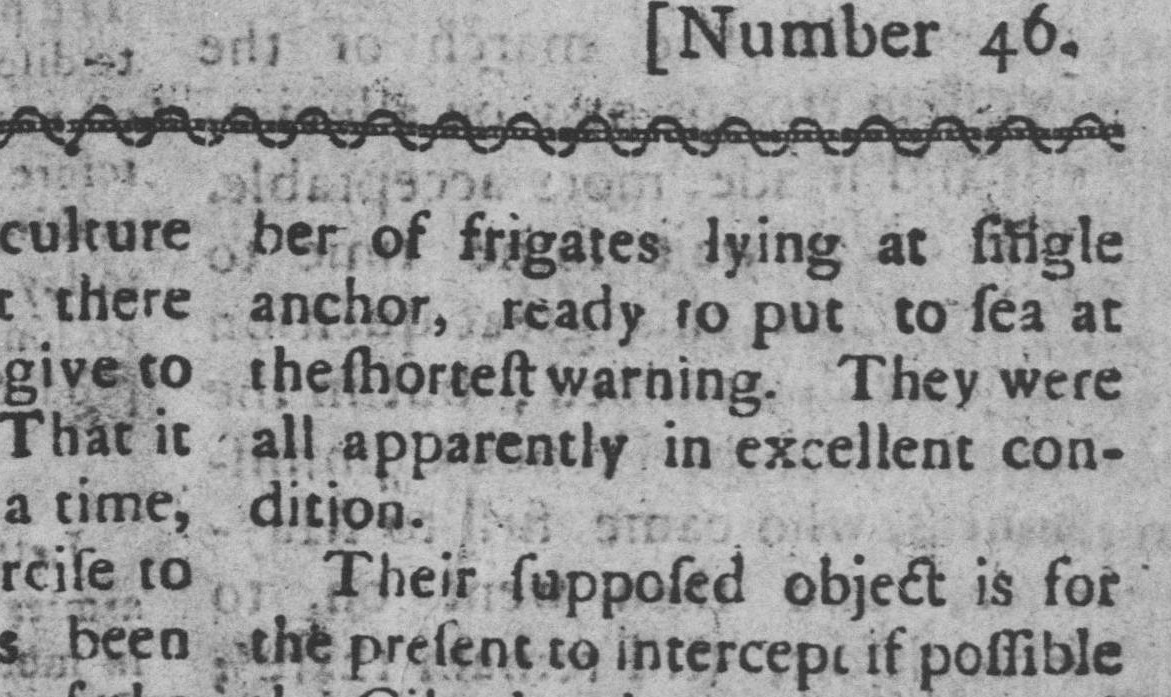 [Number 46.
culture
there
give to
That it
a time,
rciſe to
s been
ber of frigates lying at ſingle
anchor, ready to put to ſea at
the ſhorteſt warning. They were
all apparently in excellent con-
dition.
Their ſuppoſed object is for
the preſent to intercept if poſſible